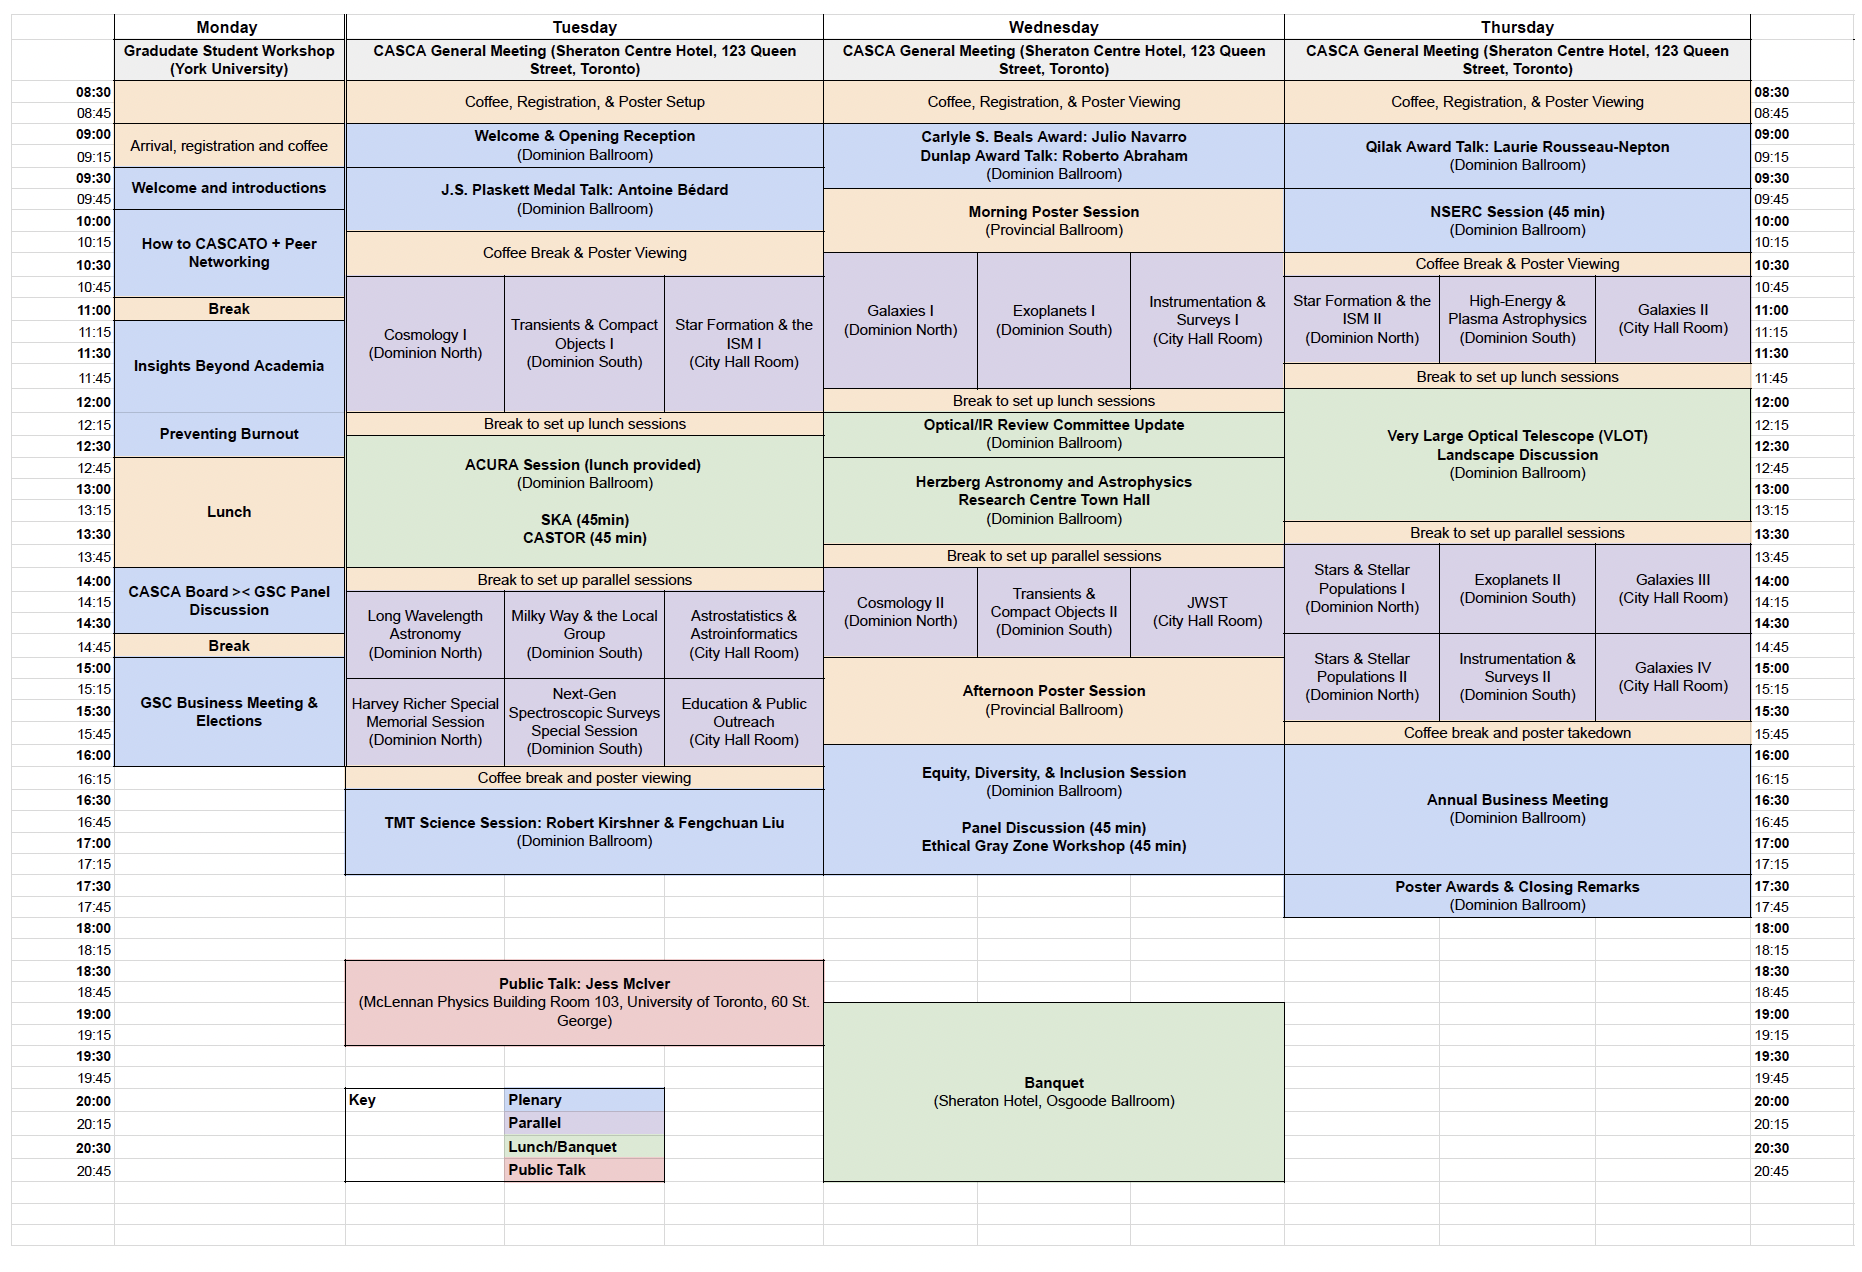 Monday
Tuesday
Wednesday
Thursday
Gradudate Student Workshop
(York University)
CASCA General Meeting (Sheraton Centre Hotel, 123 Queen
Street, Toronto)
CASCA General Meeting (Sheraton Centre Hotel, 123 Queen
Street, Toronto)
CASCA General Meeting (Sheraton Centre Hotel, 123 Queen
Street, Toronto)
08:30
08:45
09:00
09:15
09:30
09:45
10:00
10:15
10:30
10:45
11:00
11:15
11:30
11:45
12:00
12:15
12:30
12:45
13:00
13:15
13:30
13:45
14:00
14:15
14:30
14:45
15:00
15:15
15:30
15:45
16:00
16:15
16:30
16:45
17:00
17:15
17:30
17:45
18:00
18:15
18:30
18:45
19:00
19:15
19:30
19:45
20:00
20:15
20:30
20:45
Arrival, registration and coffee
Welcome and introductions
How to CASCATO + Peer
Networking
Break
Insights Beyond Academia
Preventing Burnout
Lunch
CASCA Board >< GSC Panel
Discussion
Break
GSC Business Meeting &
Elections
Coffee, Registration, & Poster Setup
Welcome & Opening Reception
(Dominion Ballroom)
J.S. Plaskett Medal Talk: Antoine Bédard
(Dominion Ballroom)
Coffee Break & Poster Viewing
Cosmology I
(Dominion North)
Transients & Compact
Objects I
(Dominion South)
Star Formation & the
ISM I
(City Hall Room)
Break to set up lunch sessions
ACURA Session (lunch provided)
(Dominion Ballroom)
SKA (45min)
CASTOR (45 min)
Break to set up parallel sessions
Long Wavelength
Astronomy
(Dominion North)
Milky Way & the Local
Group
(Dominion South)
Astrostatistics &
Astroinformatics
(City Hall Room)
Harvey Richer Special
Memorial Session
(Dominion North)
Next-Gen
Spectroscopic Surveys
Special Session
(Dominion South)
Education & Public
Outreach
(City Hall Room)
Coffee break and poster viewing
TMT Science Session: Robert Kirshner & Fengchuan Liu
(Dominion Ballroom)
Public Talk: Jess McIver
(McLennan Physics Building Room 103, University of Toronto, 60 St.
George)
Key
Plenary
Parallel
Lunch/Banquet
Public Talk
Coffee, Registration, & Poster Viewing
Carlyle S. Beals Award: Julio Navarro
Dunlap Award Talk: Roberto Abraham
(Dominion Ballroom)
Morning Poster Session
(Provincial Ballroom)
Galaxies I
(Dominion North)
Exoplanets I
(Dominion South)
Instrumentation &
Surveys I
(City Hall Room)
Break to set up lunch sessions
Optical/IR Review Committee Update
(Dominion Ballroom)
Herzberg Astronomy and Astrophysics
Research Centre Town Hall
(Dominion Ballroom)
Break to set up parallel sessions
Cosmology II
(Dominion North)
Transients &
Compact Objects II
(Dominion South)
JWST
(City Hall Room)
Afternoon Poster Session
(Provincial Ballroom)
Equity, Diversity, & Inclusion Session
(Dominion Ballroom)
Panel Discussion (45 min)
Ethical Gray Zone Workshop (45 min)
Banquet
(Sheraton Hotel, Osgoode Ballroom)
Coffee, Registration, & Poster Viewing
Qilak Award Talk: Laurie Rousseau-Nepton
(Dominion Ballroom)
NSERC Session (45 min)
(Dominion Ballroom)
Coffee Break & Poster Viewing
Star Formation & the
ISM II
(Dominion North)
High-Energy &
Plasma Astrophysics
(Dominion South)
Galaxies II
(City Hall Room)
Break to set up lunch sessions
Very Large Optical Telescope (VLOT)
Landscape Discussion
(Dominion Ballroom)
Break to set up parallel sessions
Stars & Stellar
Populations I
(Dominion North)
Exoplanets II
(Dominion South)
Galaxies III
(City Hall Room)
Stars & Stellar
Populations II
(Dominion North)
Instrumentation &
Surveys II
(Dominion South)
Galaxies IV
(City Hall Room)
Coffee break and poster takedown
Annual Business Meeting
(Dominion Ballroom)
Poster Awards & Closing Remarks
(Dominion Ballroom)
08:30
08:45
09:00
09:15
09:30
09:45
10:00
10:15
10:30
10:45
11:00
11:15
11:30
11:45
12:00
12:15
12:30
12:45
13:00
13:15
13:30
13:45
14:00
14:15
14:30
14:45
15:00
15:15
15:30
15:45
16:00
16:15
16:30
16:45
17:00
17:15
17:30
17:45
18:00
18:15
18:30
18:45
19:00
19:15
19:30
19:45
20:00
20:15
20:30
20:45